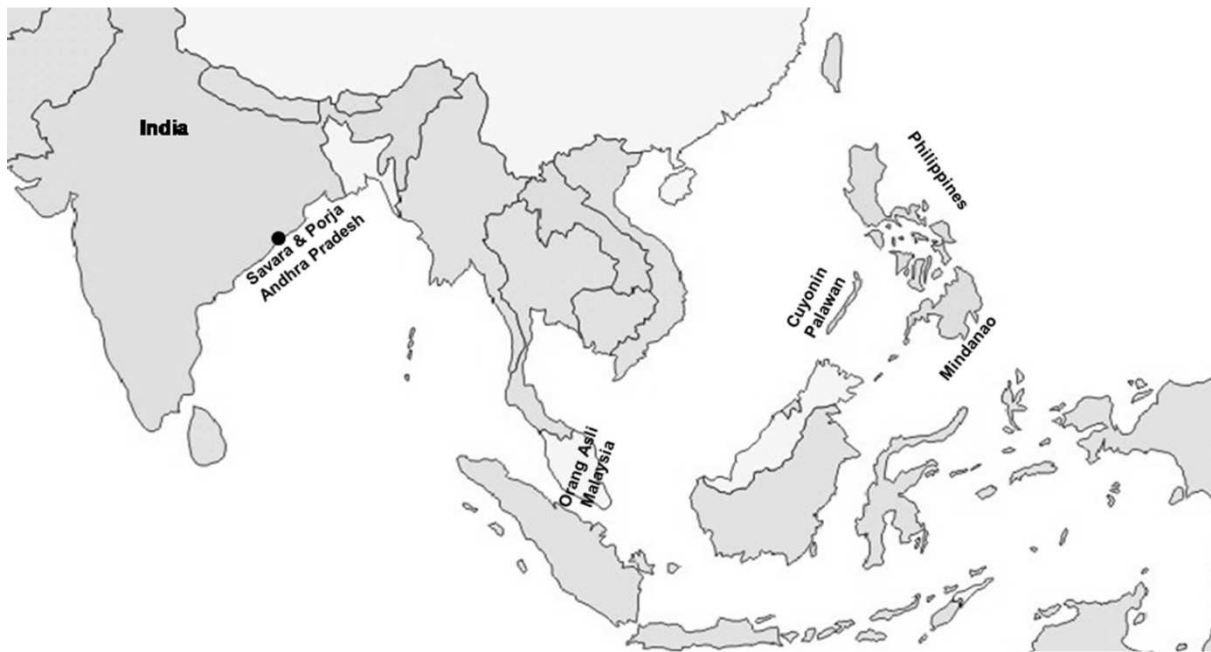 India
Savara & Porja
Andhra Pradesh
Philippines
Cuyonin
Palawan
Mindanao
Orang Asli
Malaysia